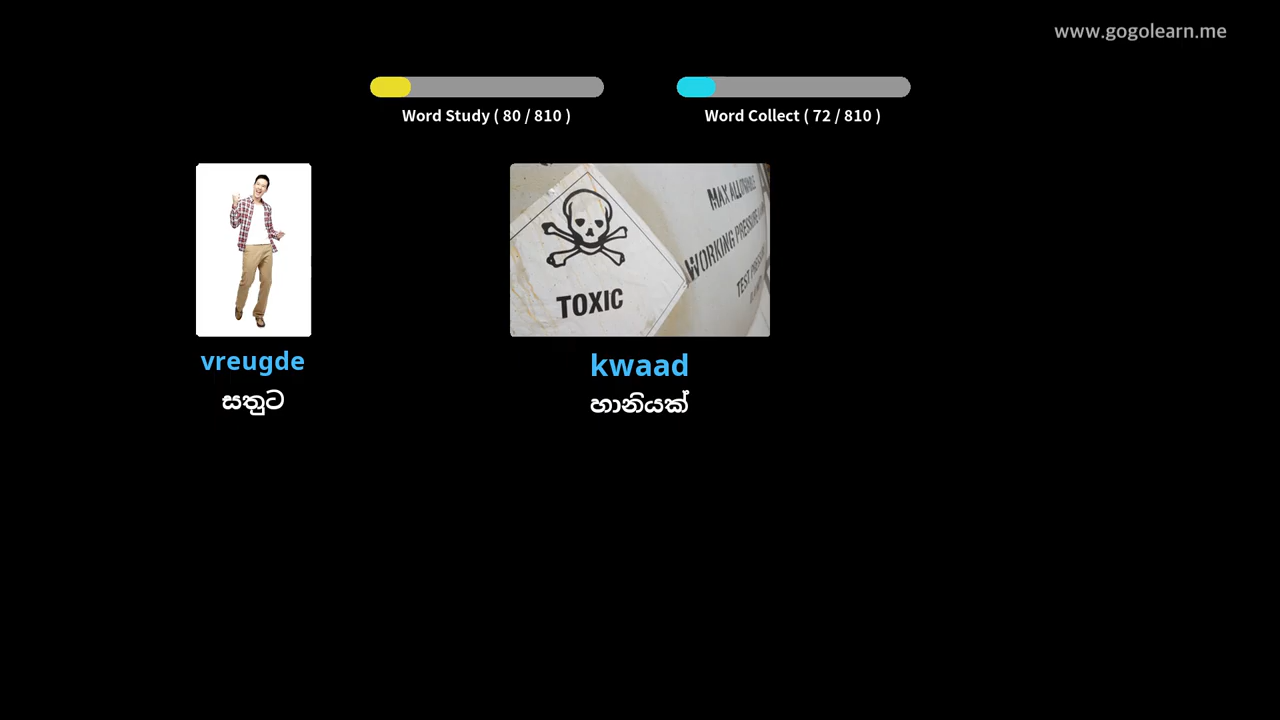 www.gogolearn.me
Word Study ( 80 / 810 )
Word Collect ( 72 / 810 )
TOXIC
MAX ALLOWABLE
WORKING PRESSURE
TEST
vreugde
සතුට
kwaad
හානියක්